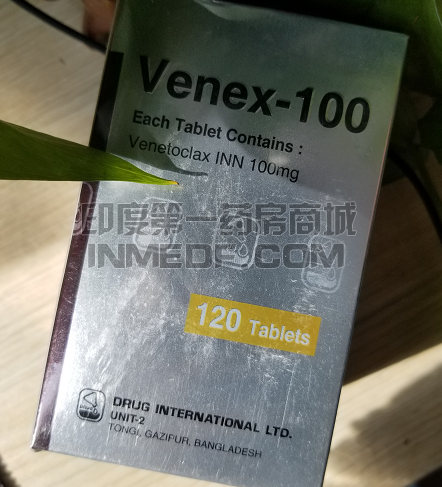 Venex-100
Each Tablet Contains :
Venetoclax INN 100mg
印度第一药房商城
INMEDE.COM
120 Tablets
DRUG INTERNATIONAL LTD.
UNIT-2
TONGI, GAZIPUR, BANGLADESH